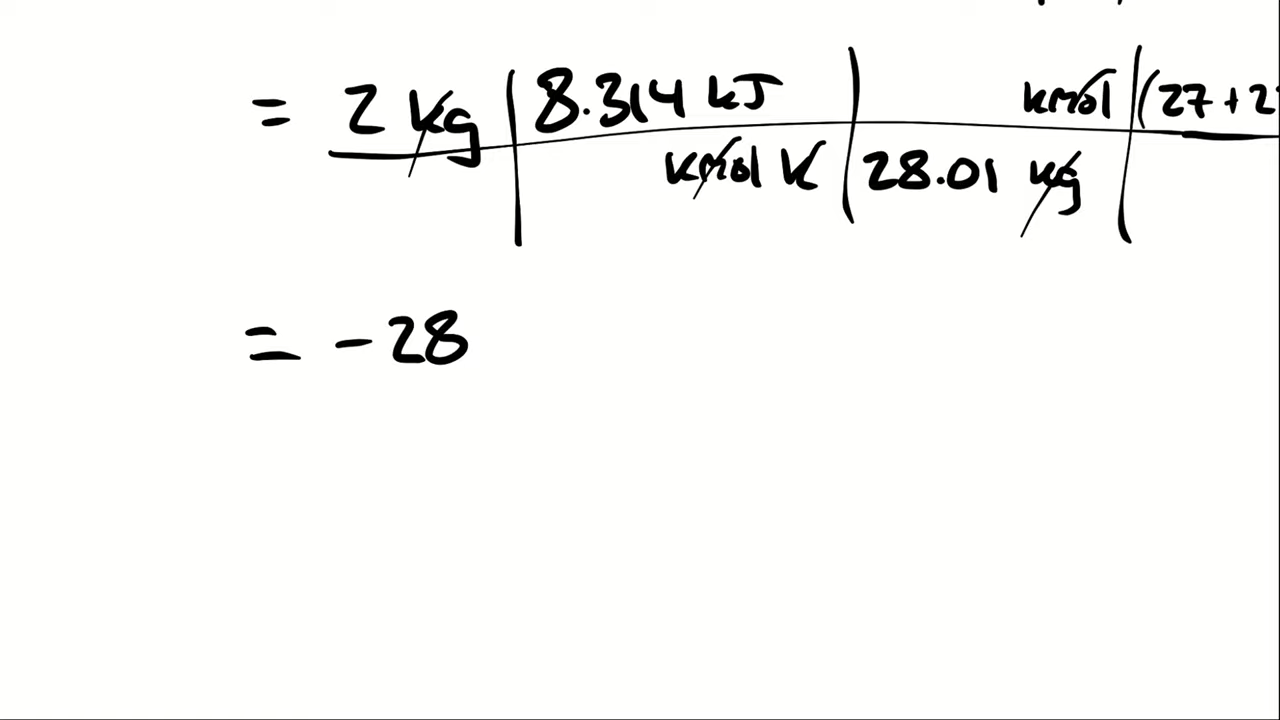 = 2 kg | 8.314 kJ | kmol | (27 + 2
kmol K | 28.01 kg
= - 28